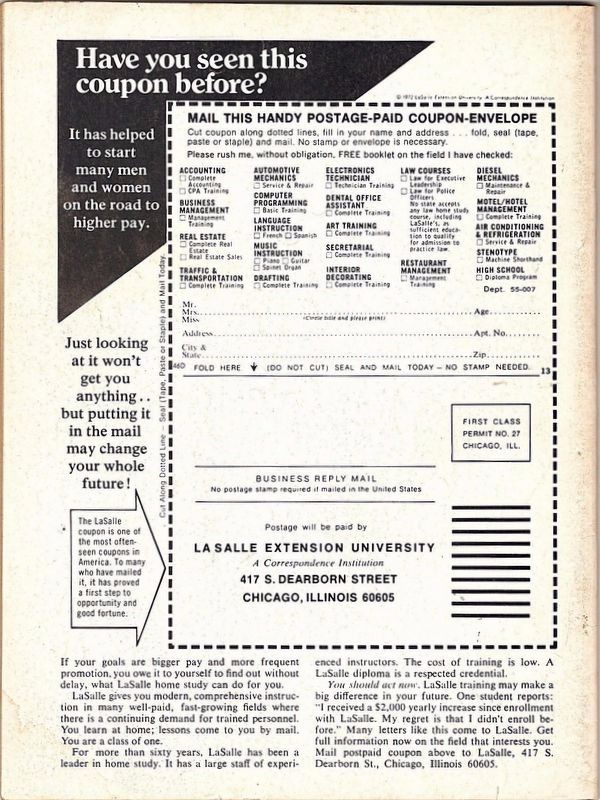 Have you seen this
coupon before?
It has helped
to start
many men
and women
on the road to
higher pay.
© 1972 LaSalle Extension University A Correspondence Institution
MAIL THIS HANDY POSTAGE-PAID COUPON-ENVELOPE
Cut coupon along dotted lines, fill in your name and address . . . fold, seal (tape,
paste or staple) and mail. No stamp or envelope is necessary.
Please rush me, without obligation, FREE booklet on the field I have checked:
ACCOUNTING
Complete
Accounting
CPA Training
BUSINESS
MANAGEMENT
Management
Training
REAL ESTATE
Complete Real
Estate
Real Estate Sales
TRAFFIC &
TRANSPORTATION
Complete Training
AUTOMOTIVE
MECHANICS
Service & Repair
COMPUTER
PROGRAMMING
Basic Training
LANGUAGE
INSTRUCTION
French Spanish
MUSIC
INSTRUCTION
Piano Guitar
Spinet Organ
DRAFTING
Complete Training
ELECTRONICS
TECHNICIAN
Technician Training
DENTAL OFFICE
ASSISTANT
Complete Training
ART TRAINING
Complete Training
SECRETARIAL
Complete Training
INTERIOR
DECORATING
Complete Training
LAW COURSES
Law for Executive
Leadership
Law for Police
Officers
No state accepts
any law home study
course, including
LaSalle's, as
sufficient educa-
tion to qualify
for admission to
practice law.
RESTAURANT
MANAGEMENT
Management
Training
DIESEL
MECHANICS
Maintenance &
Repair
MOTEL/HOTEL
MANAGEMENT
Complete Training
AIR CONDITIONING
& REFRIGERATION
Service & Repair
STENOTYPE
Machine Shorthand
HIGH SCHOOL
Diploma Program
Dept. 55-007
Mr.
Mrs. Age
Miss (Circle title and please print)
Address Apt. No.
City &
State Zip
46D FOLD HERE (DO NOT CUT) SEAL AND MAIL TODAY – NO STAMP NEEDED. 13
Cut Along Dotted Line – Seal (Tape, Paste or Staple) and Mail Today.
Just looking
at it won't
get you
anything . .
but putting it
in the mail
may change
your whole
future!
FIRST CLASS
PERMIT NO. 27
CHICAGO, ILL.
BUSINESS REPLY MAIL
No postage stamp required if mailed in the United States
Postage will be paid by
LA SALLE EXTENSION UNIVERSITY
A Correspondence Institution
417 S. DEARBORN STREET
CHICAGO, ILLINOIS 60605
The LaSalle
coupon is one of
the most often-
seen coupons in
America. To many
who have mailed
it, it has proved
a first step to
opportunity and
good fortune.
If your goals are bigger pay and more frequent
promotion, you owe it to yourself to find out without
delay, what LaSalle home study can do for you.
LaSalle gives you modern, comprehensive instruc-
tion in many well-paid, fast-growing fields where
there is a continuing demand for trained personnel.
You learn at home; lessons come to you by mail.
You are a class of one.
For more than sixty years, LaSalle has been a
leader in home study. It has a large staff of experi-
enced instructors. The cost of training is low. A
LaSalle diploma is a respected credential.
You should act now. LaSalle training may make a
big difference in your future. One student reports:
"I received a $2,000 yearly increase since enrollment
with LaSalle. My regret is that I didn't enroll be-
fore." Many letters like this come to LaSalle. Get
full information now on the field that interests you.
Mail postpaid coupon above to LaSalle, 417 S.
Dearborn St., Chicago, Illinois 60605.